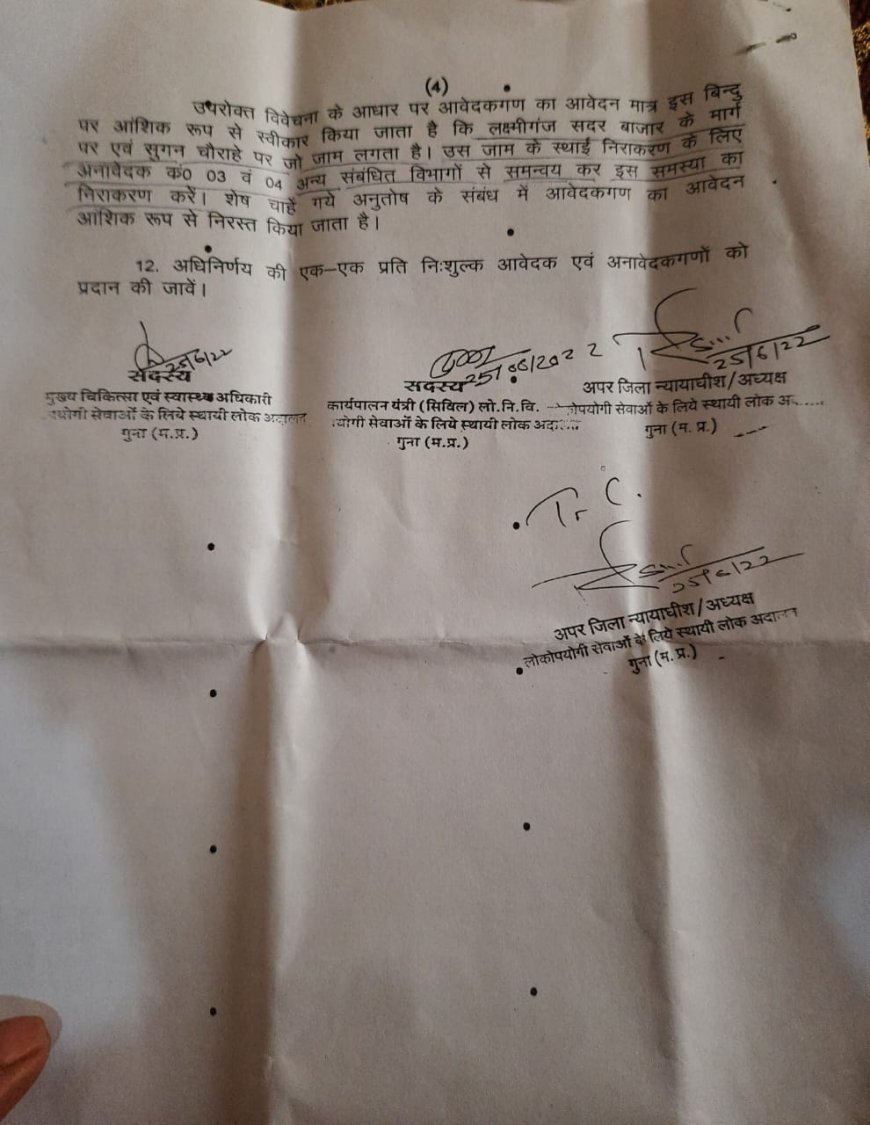 (4)
उपरोक्त विवेचना के आधार पर आवेदकगण का आवेदन मात्र इस बिन्दु
पर आंशिक रूप से स्वीकार किया जाता है कि लक्ष्मीगंज सदर बाजार के मार्ग
पर एवं सुगन चौराहे पर जो जाम लगता है। उस जाम के स्थाई निराकरण के लिए
अनावेदक कं0 03 वं 04 अन्य संबंधित विभागों से समन्वय कर इस समस्या का
निराकरण करें। शेष चाहें गये अनुतोष के संबंध में आवेदकगण का आवेदन
आंशिक रूप से निरस्त किया जाता है।
12. अधिनिर्णय की एक–एक प्रति निःशुल्क आवेदक एवं अनावेदकगणों को
प्रदान की जावें।
25/6/22
सदस्य
मुख्य चिकित्सा एवं स्वास्थ्य अधिकारी
योगी सेवाओं के लिये स्थायी लोक अदालत
गुना (म.प्र.)
25/06/2022
सदस्य
कार्यपालन यंत्री (सिविल) लो.नि.वि.
योगी सेवाओं के लिये स्थायी लोक
गुना (म.प्र.)
25/6/22
अपर जिला न्यायाधीश/अध्यक्ष
ोपयोगी सेवाओं के लिये स्थायी लोक अ
गुना (म. प्र.)
Tr C.
25/6/22
अपर जिला न्यायाधीश/अध्यक्ष
लोकोपयोगी सेवाओं के लिये स्थायी लोक अदालत
गुना (म. प्र.)